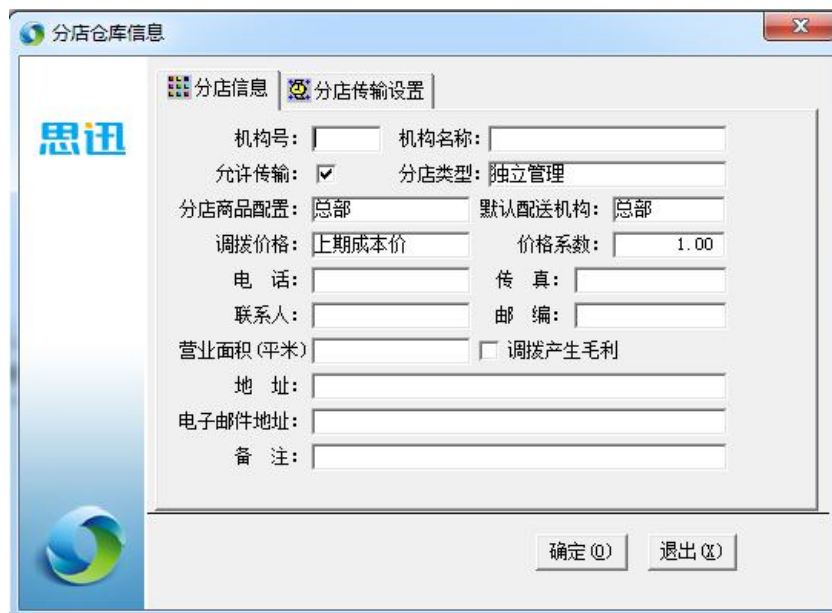 分店仓库信息
思迅
分店信息 分店传输设置
机构号: 机构名称:
允许传输: 分店类型: 独立管理
分店商品配置: 总部 默认配送机构: 总部
调拨价格: 上期成本价 价格系数: 1.00
电 话: 传 真:
联系人: 邮 编:
营业面积(平米) 调拨产生毛利
地 址:
电子邮件地址:
备 注:
确定(O) 退出(X)